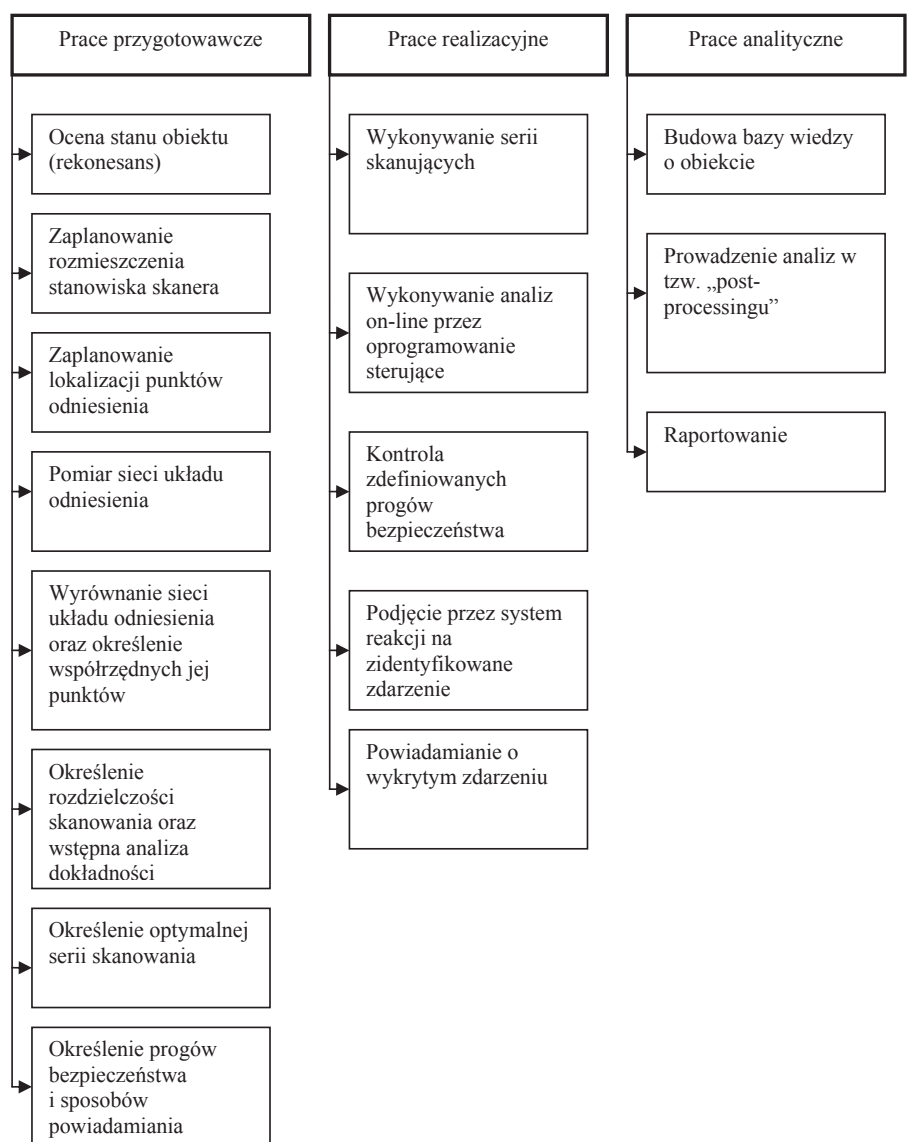 Prace przygotowawcze
Ocena stanu obiektu
(rekonesans)
Zaplanowanie
rozmieszczenia
stanowiska skanera
Zaplanowanie
lokalizacji punktów
odniesienia
Pomiar sieci układu
odniesienia
Wyrównanie sieci
układu odniesienia
oraz określenie
współrzędnych jej
punktów
Określenie
rozdzielczości
skanowania oraz
wstępna analiza
dokładności
Określenie optymalnej
serii skanowania
Określenie progów
bezpieczeństwa
i sposobów
powiadamiania
Prace realizacyjne
Wykonywanie serii
skanujących
Wykonywanie analiz
on-line przez
oprogramowanie
sterujące
Kontrola
zdefiniowanych
progów
bezpieczeństwa
Podjęcie przez system
reakcji na
zidentyfikowane
zdarzenie
Powiadamianie o
wykrytym zdarzeniu
Prace analityczne
Budowa bazy wiedzy
o obiekcie
Prowadzenie analiz w
tzw. „post-
processingu”
Raportowanie